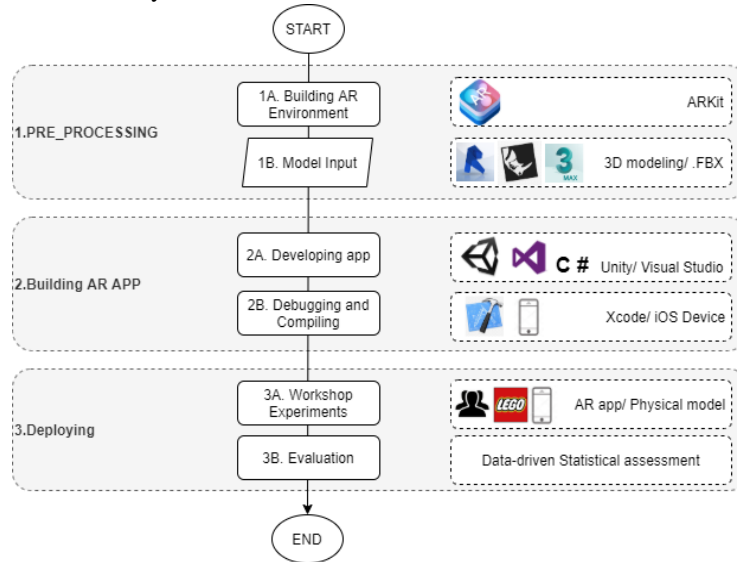 START
1.PRE_PROCESSING
1A. Building AR
Environment
ARKit
1B. Model Input
3
MAX
3D modeling/ .FBX
2.Building AR APP
2A. Developing app
C #
Unity/ Visual Studio
2B. Debugging and
Compiling
Xcode/ iOS Device
3.Deploying
3A. Workshop
Experiments
LEGO
AR app/ Physical model
3B. Evaluation
Data-driven Statistical assessment
END